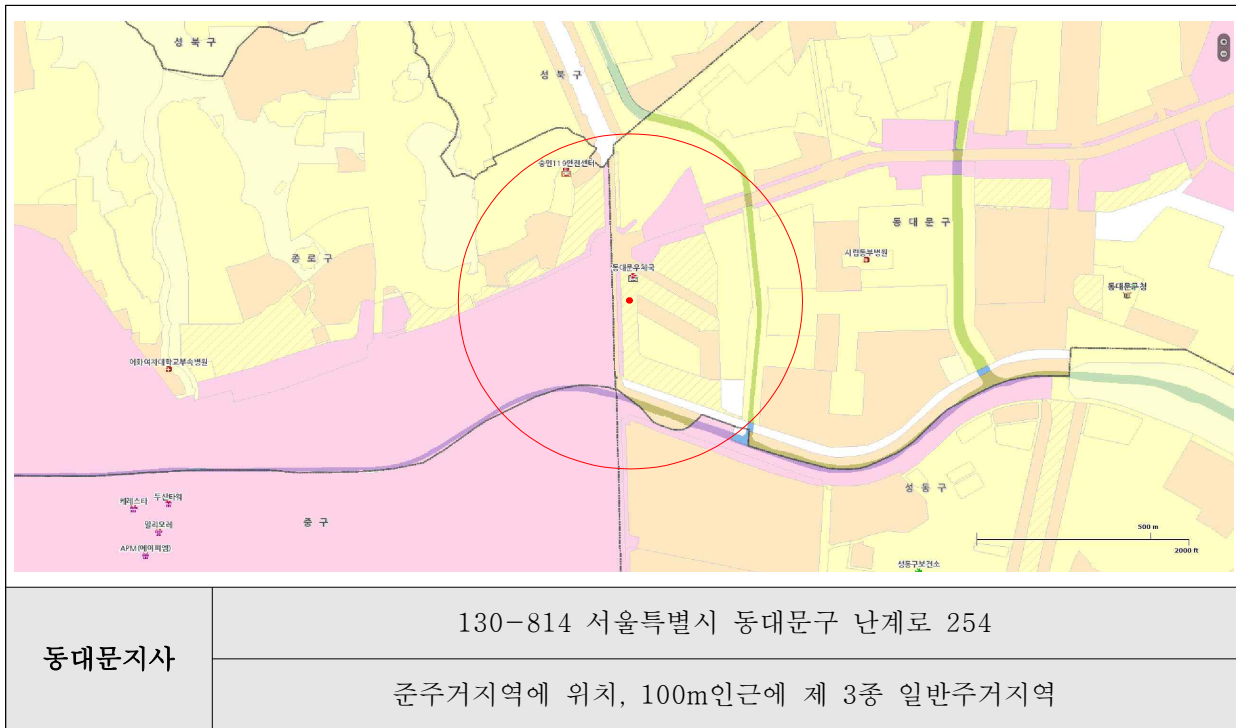 성북구
성북구
숭인119안전센터
동대문구
종로구
시립동부병원
동대문우체국
동대문구청
이화여자대학교부속병원
성동구
케레스타
두산타워
중구
밀리오레
500 m
APM(에이피엠)
2000 ft
성동구보건소
동대문지사
130-814 서울특별시 동대문구 난계로 254
준주거지역에 위치, 100m인근에 제 3종 일반주거지역